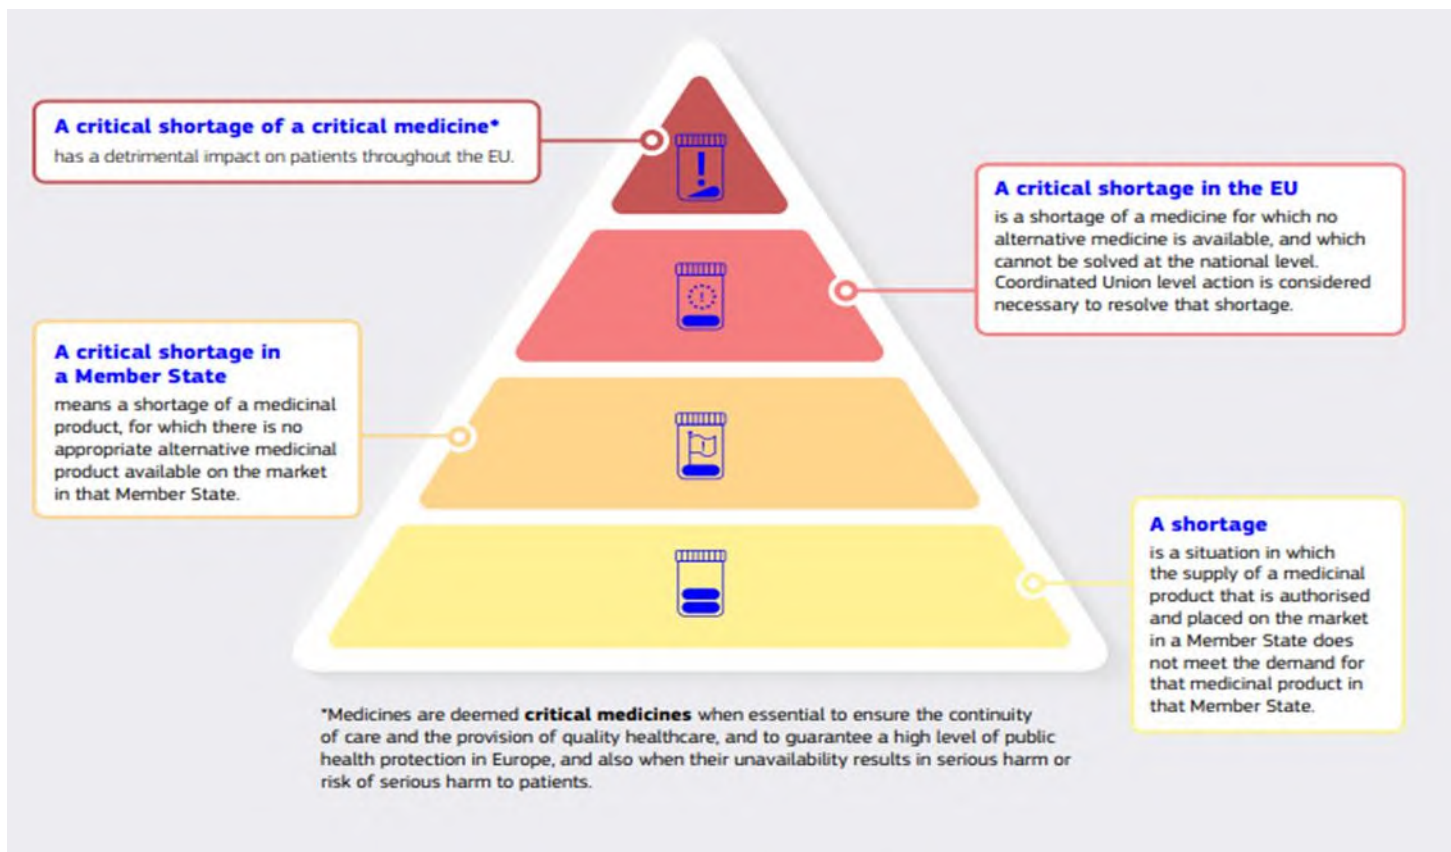 A critical shortage of a critical medicine*
has a detrimental impact on patients throughout the EU.
A critical shortage in the EU
is a shortage of a medicine for which no
alternative medicine is available, and which
cannot be solved at the national level.
Coordinated Union level action is considered
necessary to resolve that shortage.
A critical shortage in
a Member State
means a shortage of a medicinal
product, for which there is no
appropriate alternative medicinal
product available on the market
in that Member State.
A shortage
is a situation in which
the supply of a medicinal
product that is authorised
and placed on the market
in a Member State does
not meet the demand for
that medicinal product in
that Member State.
*Medicines are deemed critical medicines when essential to ensure the continuity
of care and the provision of quality healthcare, and to guarantee a high level of public
health protection in Europe, and also when their unavailability results in serious harm or
risk of serious harm to patients.